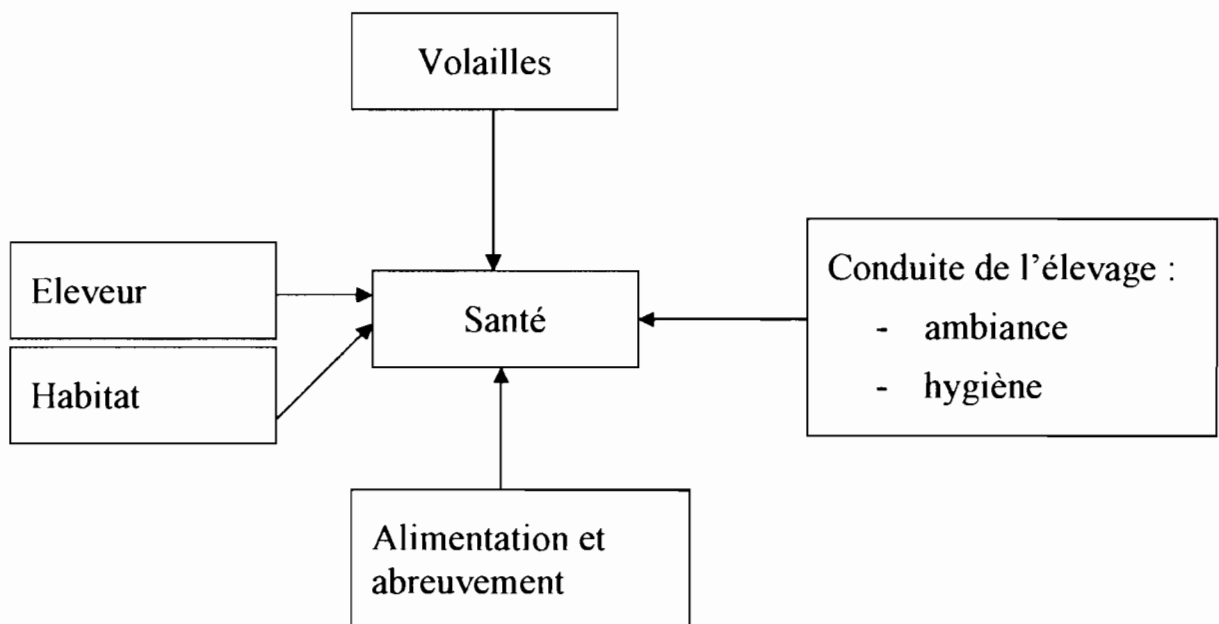 Volailles
Eleveur
Santé
Conduite de l'élevage :
- ambiance
- hygiène
Habitat
Alimentation et
abreuvement